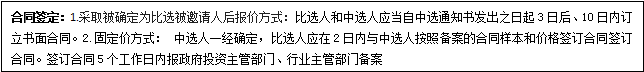 合同签定：1.采取被确定为比选被邀请人后报价方式：比选人和中选人应当自中选通知书发出之日起 3 日后、10 日内订
立书面合同。2.固定价方式： 中选人一经确定，比选人应在 2 日内与中选人按照备案的合同样本和价格签订合同签订
合同。签订合同 5 个工作日内报政府投资主管部门、行业主管部门备案